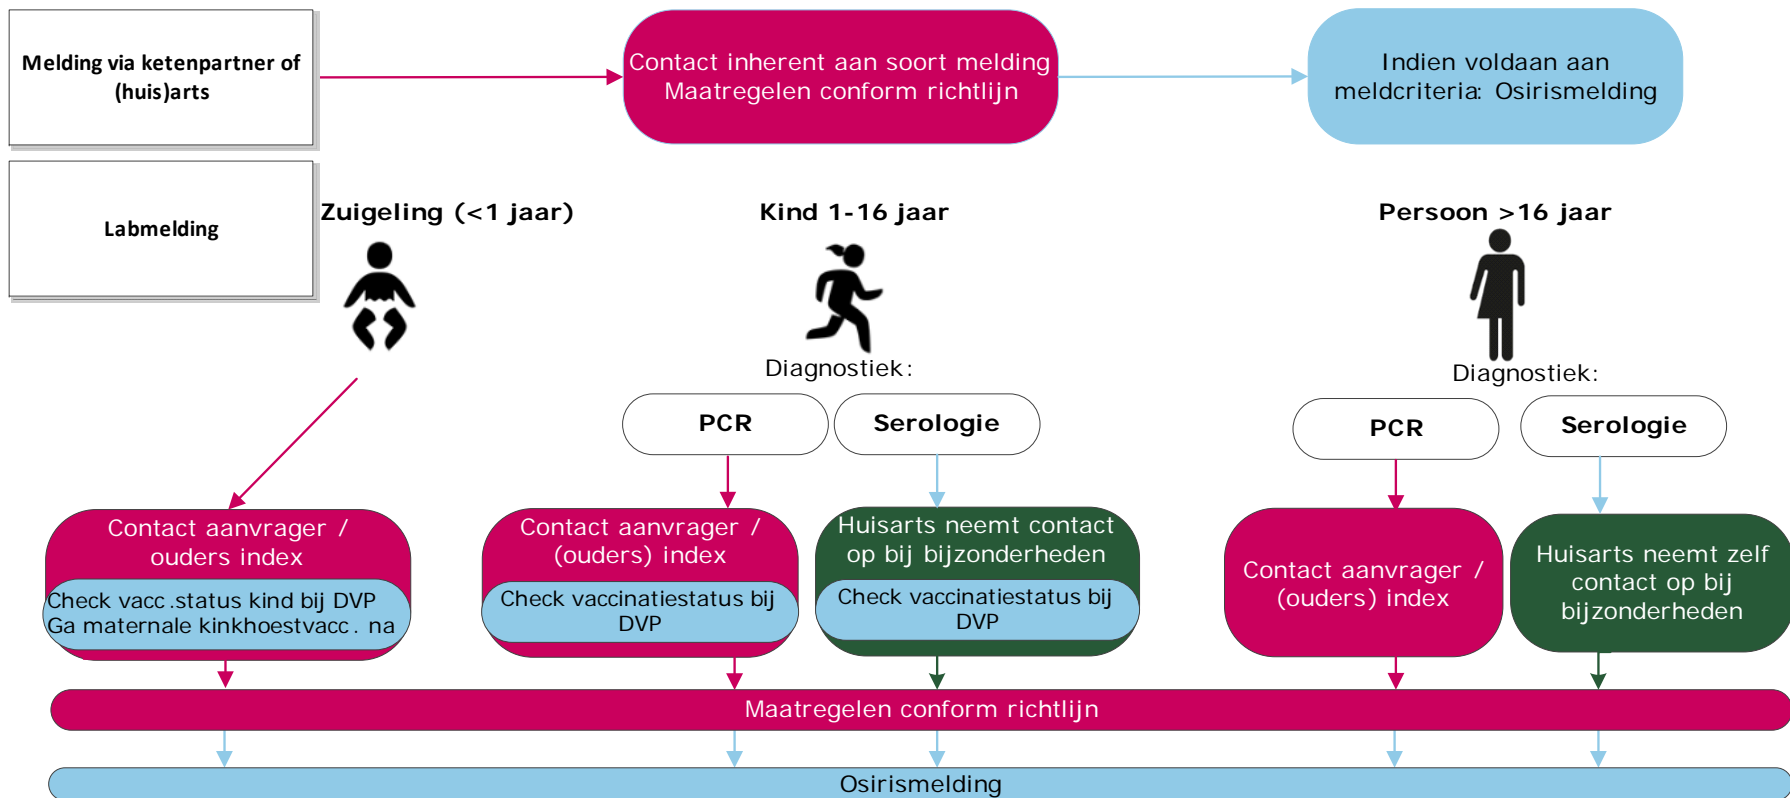 Melding via ketenpartner of
(huis)arts
Contact inherent aan soort melding
Maatregelen conform richtlijn
Indien voldaan aan
meldcriteria: Osirismelding
Labmelding
Zuigeling (<1 jaar)
Kind 1-16 jaar
Persoon >16 jaar
Diagnostiek:
Diagnostiek:
PCR
Serologie
PCR
Serologie
Contact aanvrager /
ouders index
Check vacc.status kind bij DVP
Ga maternale kinkhoestvacc. na
Contact aanvrager /
(ouders) index
Check vaccinatiestatus bij
DVP
Huisarts neemt contact
op bij bijzonderheden
Check vaccinatiestatus bij
DVP
Contact aanvrager /
(ouders) index
Huisarts neemt zelf
contact op bij
bijzonderheden
Maatregelen conform richtlijn
Osirismelding